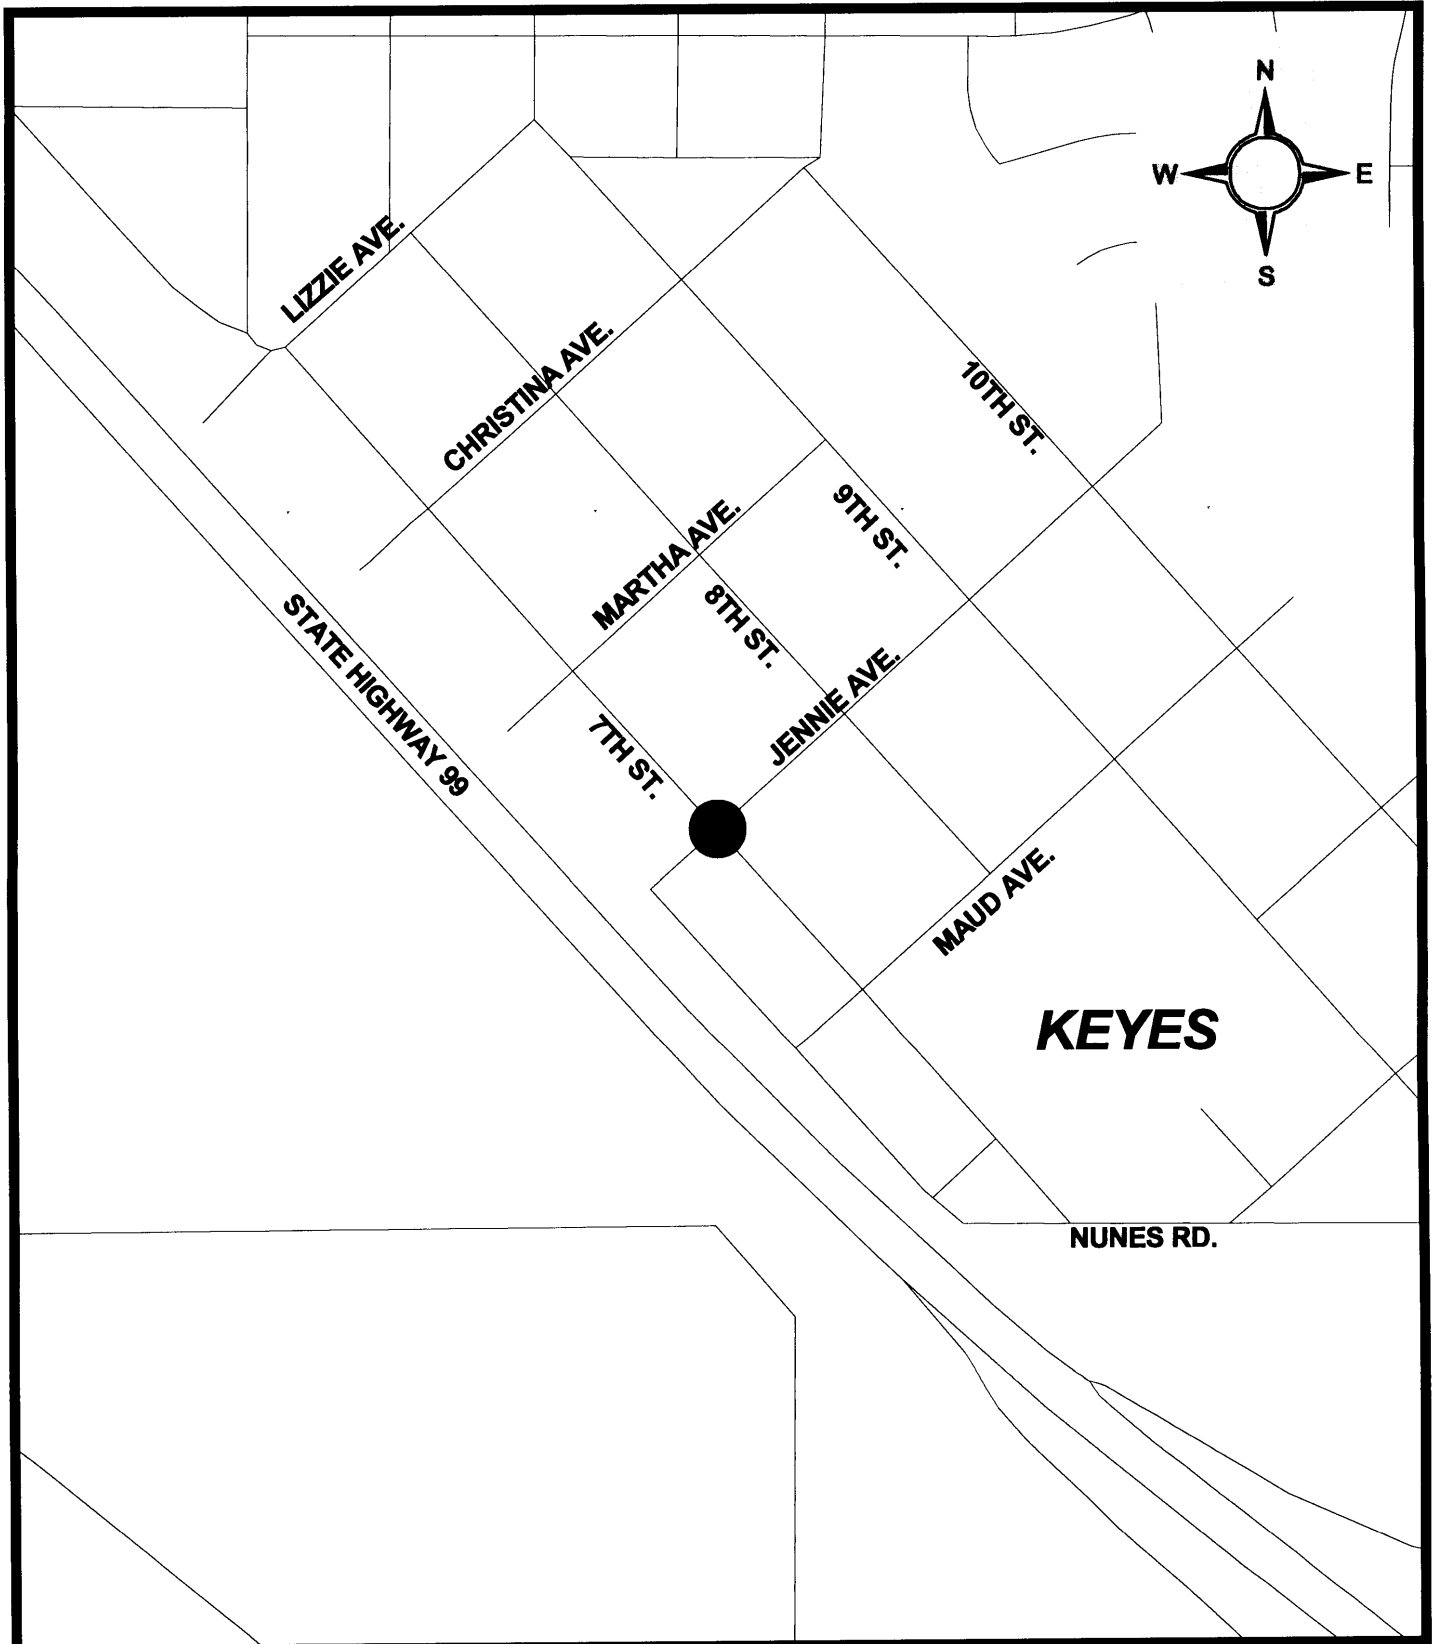 N
W E
S
LIZZIE AVE.
CHRISTINA AVE.
10TH ST.
MARTHA AVE.
9TH ST.
8TH ST.
STATE HIGHWAY 99
JENNIE AVE.
7TH ST.
MAUD AVE.
KEYES
NUNES RD.